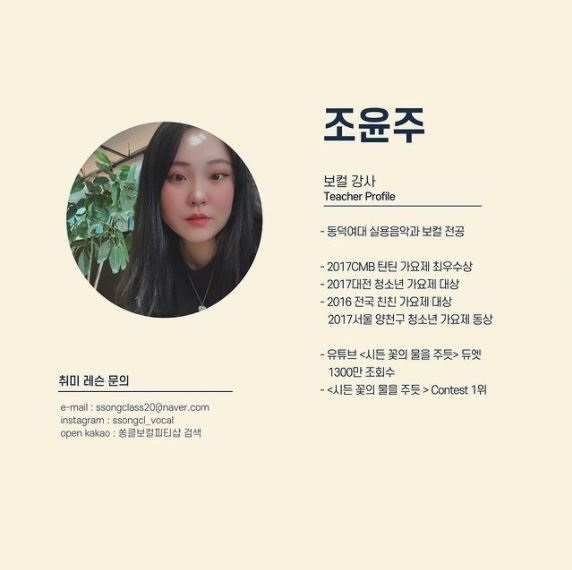 조윤주
보컬 강사
Teacher Profile
- 동덕여대 실용음악과 보컬 전공
- 2017CMB 탄틴 가요제 최우수상
- 2017대전 청소년 가요제 대상
- 2016 전국 친친 가요제 대상
2017서울 양천구 청소년 가요제 동상
- 유튜브 <시든 꽃의 물을 주듯> 듀엣
1300만 조회수
- <시든 꽃의 물을 주듯 > Contest 1위
취미 레슨 문의
e-mail : ssongclass20@naver.com
instagram : ssongcl_vocal
open kakao : 쏭클보컬피티샵 검색